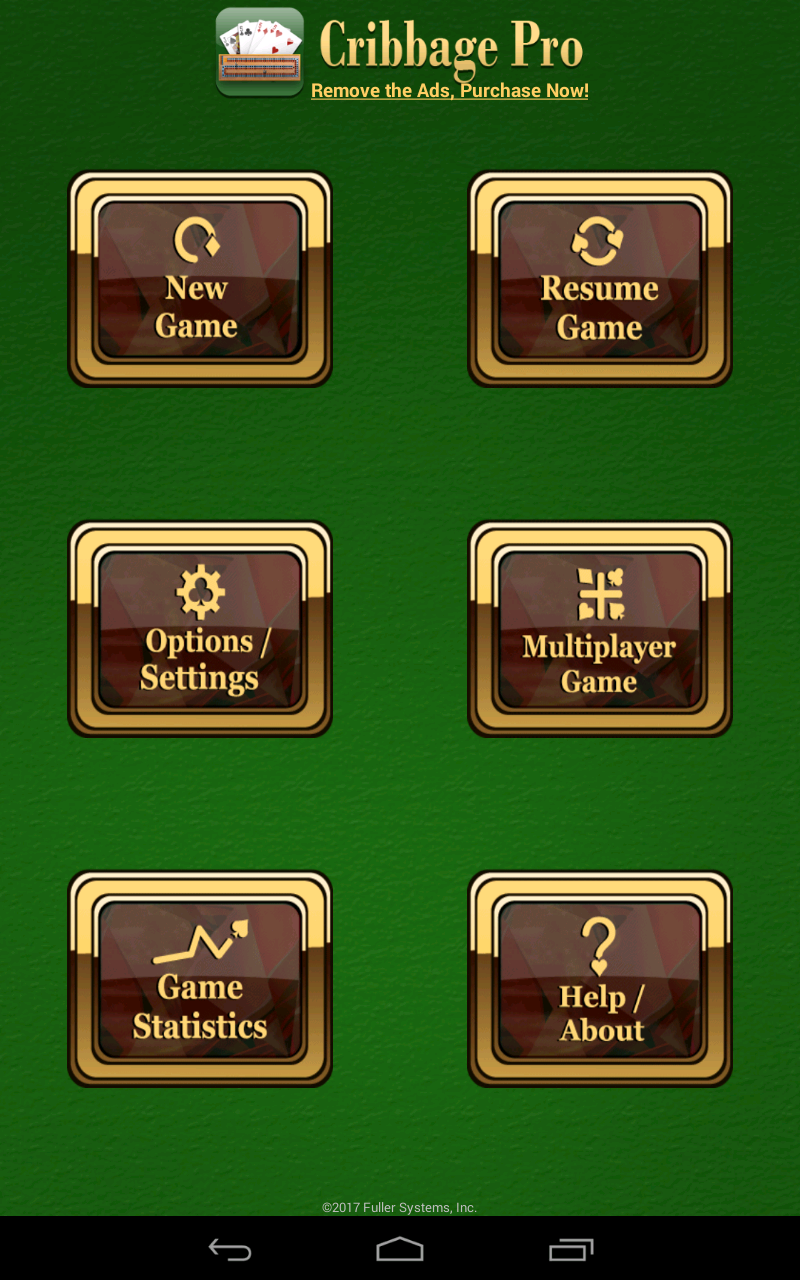 Cribbage Pro
Remove the Ads, Purchase Now!
New
Game
Resume
Game
Options /
Settings
Multiplayer
Game
Game
Statistics
Help /
About
©2017 Fuller Systems, Inc.